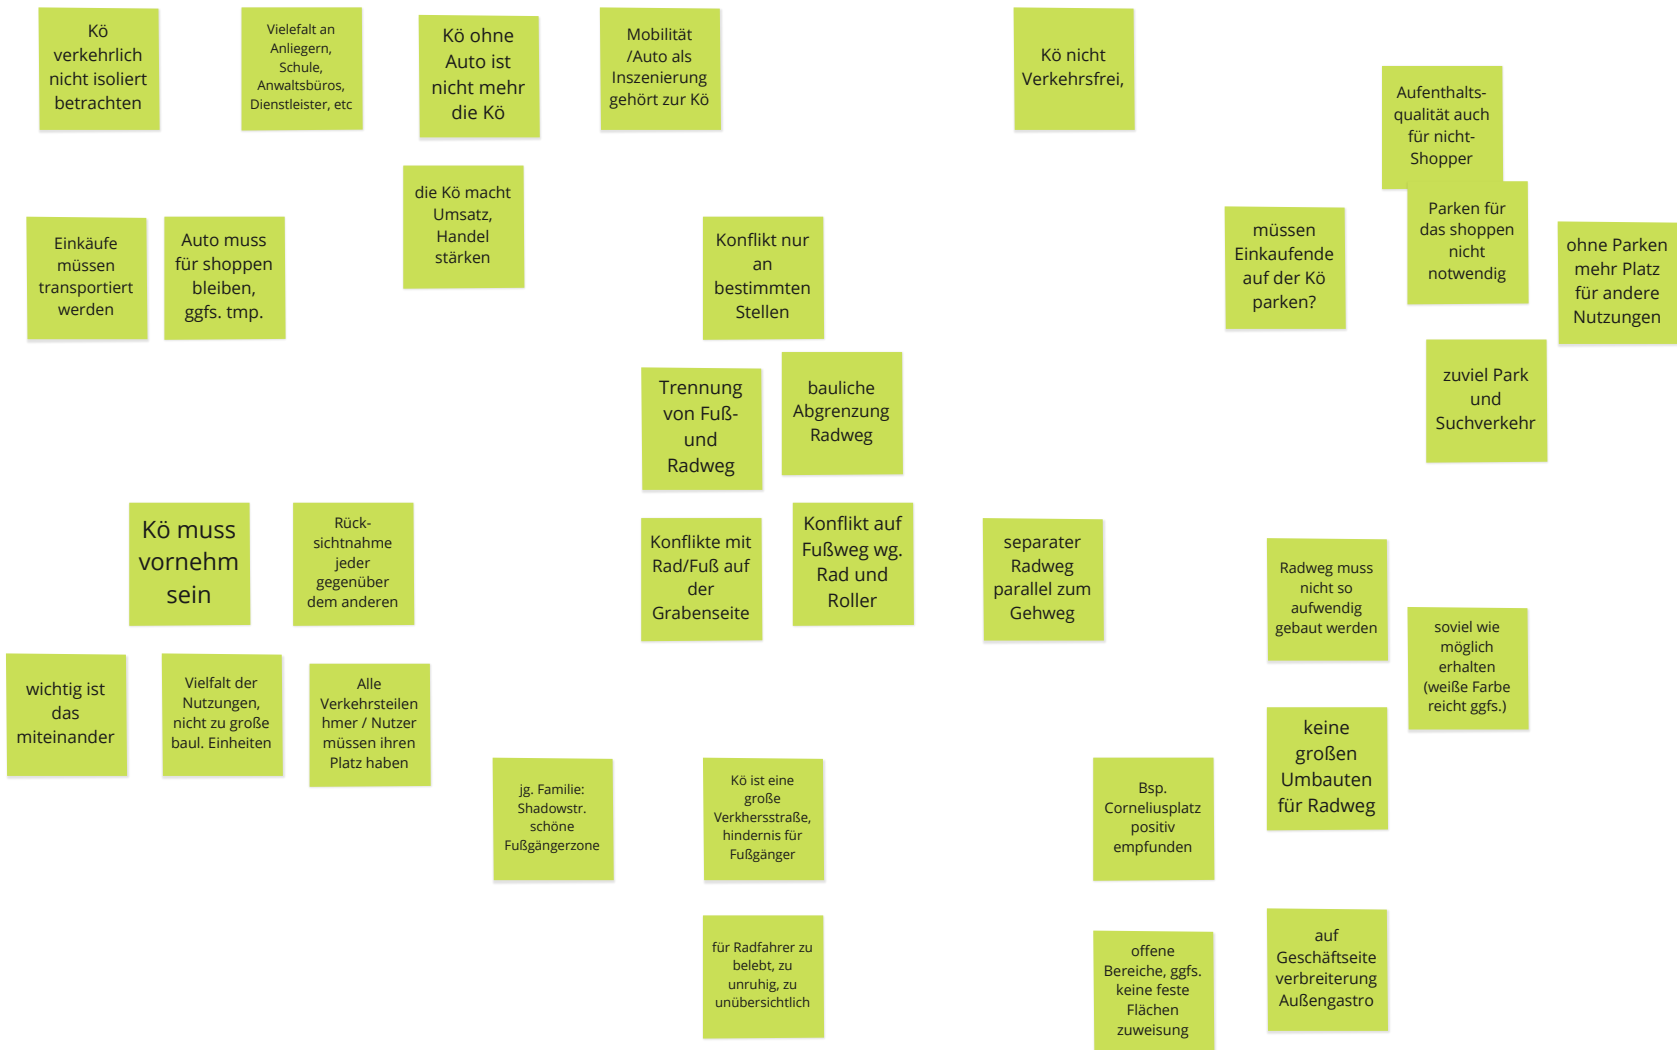 Kö
verkehrlich
nicht isoliert
betrachten
Vielefalt an
Anliegern,
Schule,
Anwaltsbüros,
Dienstleister, etc
Kö ohne
Auto ist
nicht mehr
die Kö
Mobilität
/Auto als
Inszenierung
gehört zur Kö
Kö nicht
Verkehrsfrei,
Aufenthalts-
qualität auch
für nicht-
Shopper
die Kö macht
Umsatz,
Handel
stärken
Einkäufe
müssen
transportiert
werden
Auto muss
für shoppen
bleiben,
ggfs. tmp.
Konflikt nur
an
bestimmten
Stellen
müssen
Einkaufende
auf der Kö
parken?
Parken für
das shoppen
nicht
notwendig
ohne Parken
mehr Platz
für andere
Nutzungen
zuviel Park
und
Suchverkehr
Trennung
von Fuß-
und
Radweg
bauliche
Abgrenzung
Radweg
Kö muss
vornehm
sein
Rück-
sichtnahme
jeder
gegenüber
dem anderen
Konflikte mit
Rad/Fuß auf
der
Grabenseite
Konflikt auf
Fußweg wg.
Rad und
Roller
separater
Radweg
parallel zum
Gehweg
Radweg muss
nicht so
aufwendig
gebaut werden
soviel wie
möglich
erhalten
(weiße Farbe
reicht ggfs.)
wichtig ist
das
miteinander
Vielfalt der
Nutzungen,
nicht zu große
baul. Einheiten
Alle
Verkehrsteilen
hmer / Nutzer
müssen ihren
Platz haben
keine
großen
Umbauten
für Radweg
jg. Familie:
Shadowstr.
schöne
Fußgängerzone
Kö ist eine
große
Verkhersstraße,
hindernis für
Fußgänger
Bsp.
Corneliusplatz
positiv
empfunden
für Radfahrer zu
belebt, zu
unruhig, zu
unübersichtlich
offene
Bereiche, ggfs.
keine feste
Flächen
zuweisung
auf
Geschäftseite
verbreiterung
Außengastro